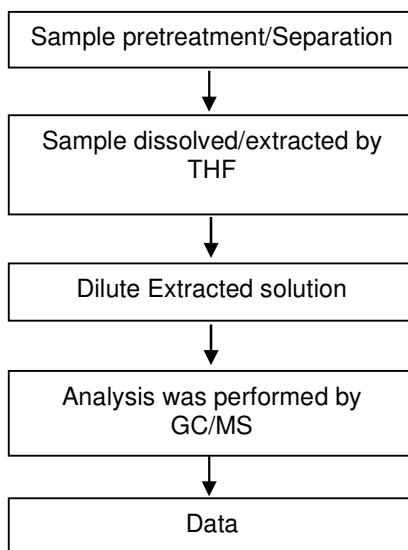 Sample pretreatment/Separation
Sample dissolved/extracted by
THF
Dilute Extracted solution
Analysis was performed by
GC/MS
Data